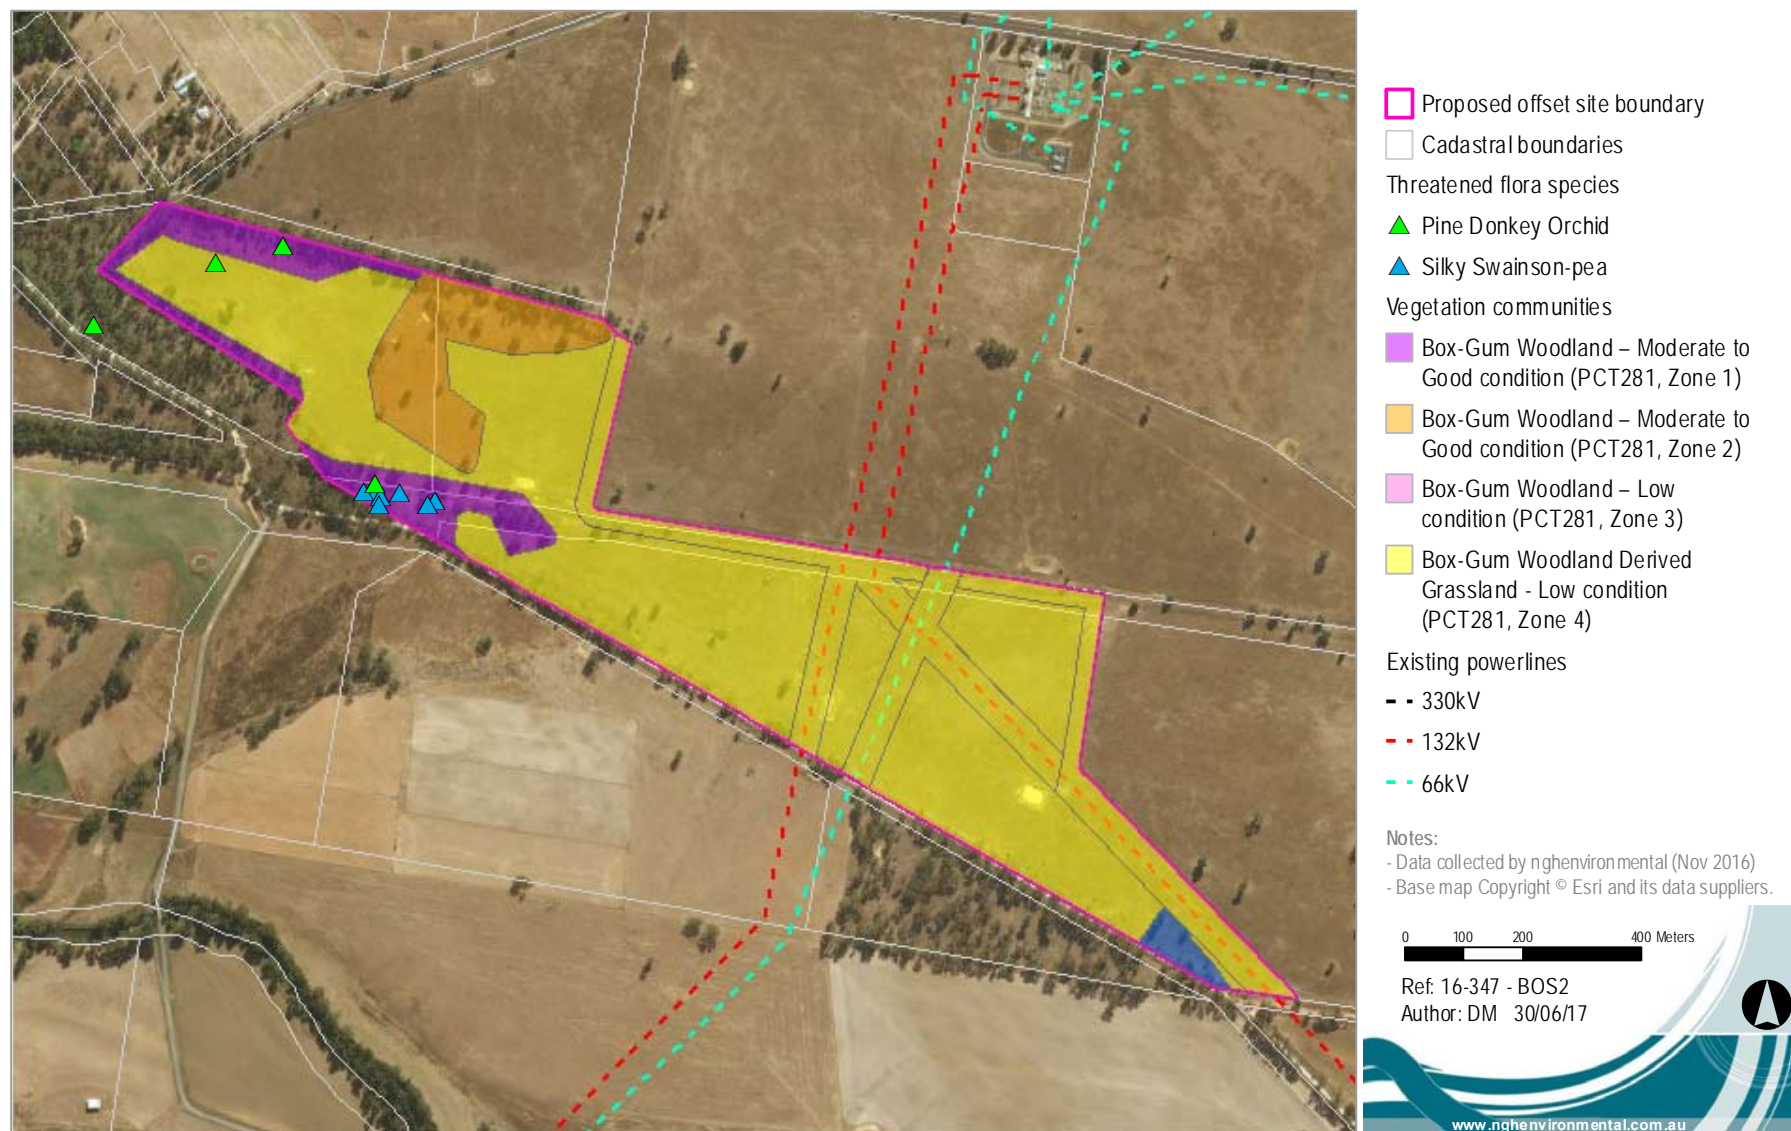 Proposed offset site boundary
Cadastral boundaries
Threatened flora species
Pine Donkey Orchid
Silky Swainson-pea
Vegetation communities
Box-Gum Woodland – Moderate to
Good condition (PCT281, Zone 1)
Box-Gum Woodland – Moderate to
Good condition (PCT281, Zone 2)
Box-Gum Woodland – Low
condition (PCT281, Zone 3)
Box-Gum Woodland Derived
Grassland - Low condition
(PCT281, Zone 4)
Existing powerlines
330kV
132kV
66kV
Notes:
- Data collected by nghenvironmental (Nov 2016)
- Base map Copyright © Esri and its data suppliers.
0 100 200 400 Meters
Ref: 16-347 - BOS2
Author: DM 30/06/17
www.nghenvironmental.com.au